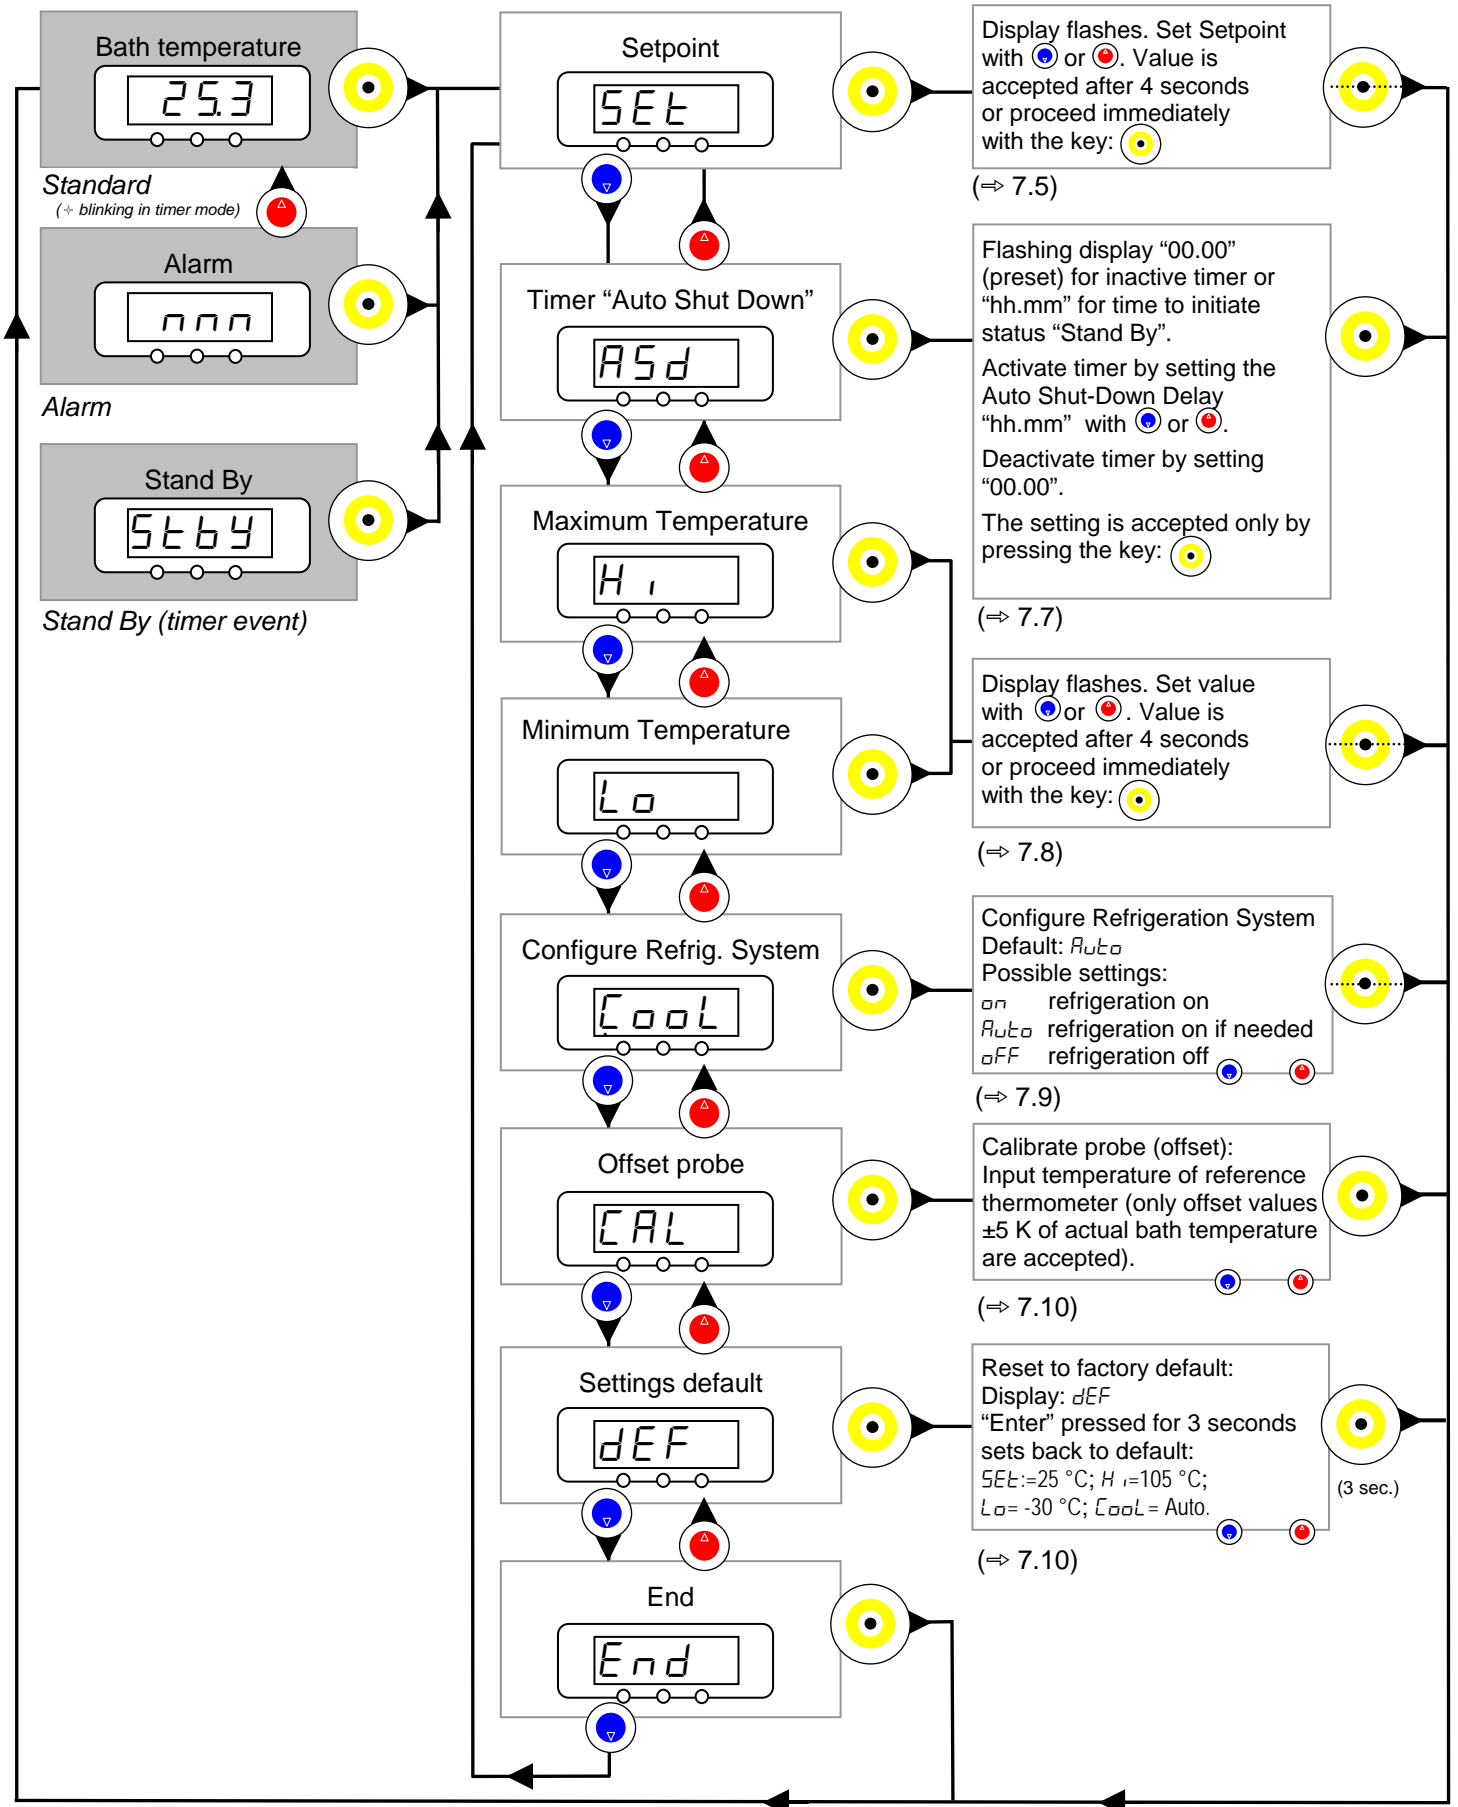 Bath temperature
25.3
Standard
(✧ blinking in timer mode)
Alarm
nnn
Alarm
Stand By
Stby
Stand By (timer event)
Setpoint
SEt
Timer “Auto Shut Down”
ASd
Maximum Temperature
Hi
Minimum Temperature
Lo
Configure Refrig. System
CooL
Offset probe
CAL
Settings default
dEF
End
End
Display flashes. Set Setpoint
with or . Value is
accepted after 4 seconds
or proceed immediately
with the key:
(⇨ 7.5)
Flashing display “00.00”
(preset) for inactive timer or
“hh.mm” for time to initiate
status “Stand By”.
Activate timer by setting the
Auto Shut-Down Delay
“hh.mm” with or .
Deactivate timer by setting
“00.00”.
The setting is accepted only by
pressing the key:
(⇨ 7.7)
Display flashes. Set value
with or . Value is
accepted after 4 seconds
or proceed immediately
with the key:
(⇨ 7.8)
Configure Refrigeration System
Default: Auto
Possible settings:
on refrigeration on
Auto refrigeration on if needed
oFF refrigeration off
(⇨ 7.9)
Calibrate probe (offset):
Input temperature of reference
thermometer (only offset values
±5 K of actual bath temperature
are accepted).
(⇨ 7.10)
Reset to factory default:
Display: dEF
“Enter” pressed for 3 seconds
sets back to default:
SEt:=25 °C; Hi=105 °C;
Lo= -30 °C; CooL= Auto.
(3 sec.)
(⇨ 7.10)